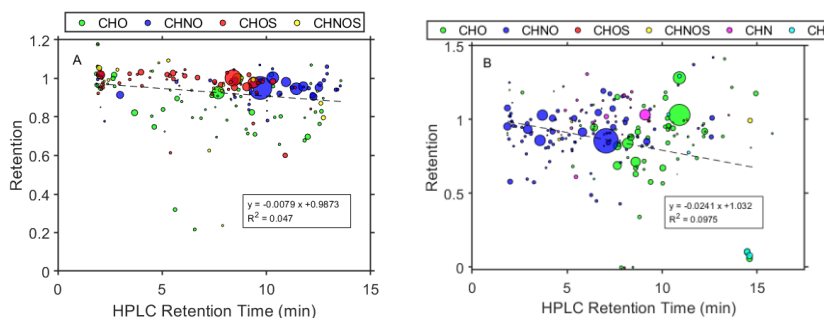 CHO CHNO CHOS CHNOS
A
1.2
1
0.8
0.6
0.4
0.2
0
Retention
y = -0.0079 x +0.9873
R2 = 0.047
0 5 10 15
HPLC Retention Time (min)
CHO CHNO CHOS CHNOS CHN CH
B
1.5
1
0.5
0
Retention
y = -0.0241 x +1.032
R2 = 0.0975
0 5 10 15
HPLC Retention Time (min)